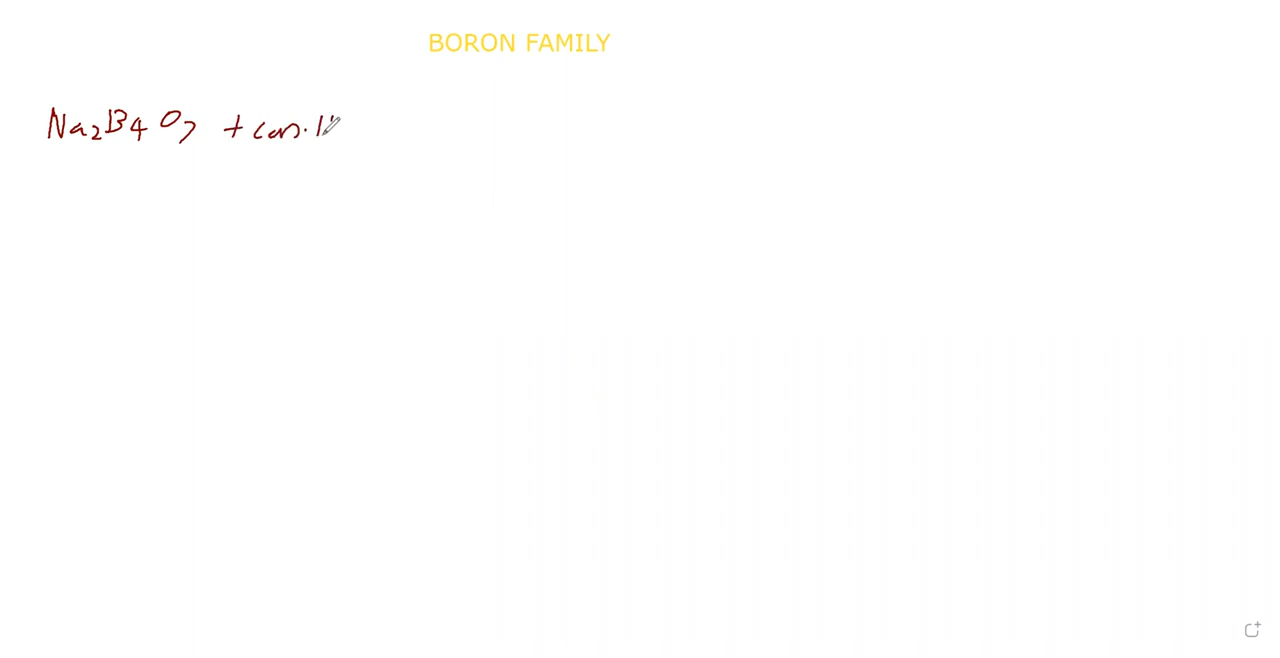 BORON FAMILY
Na₂B₄O₇ + con.